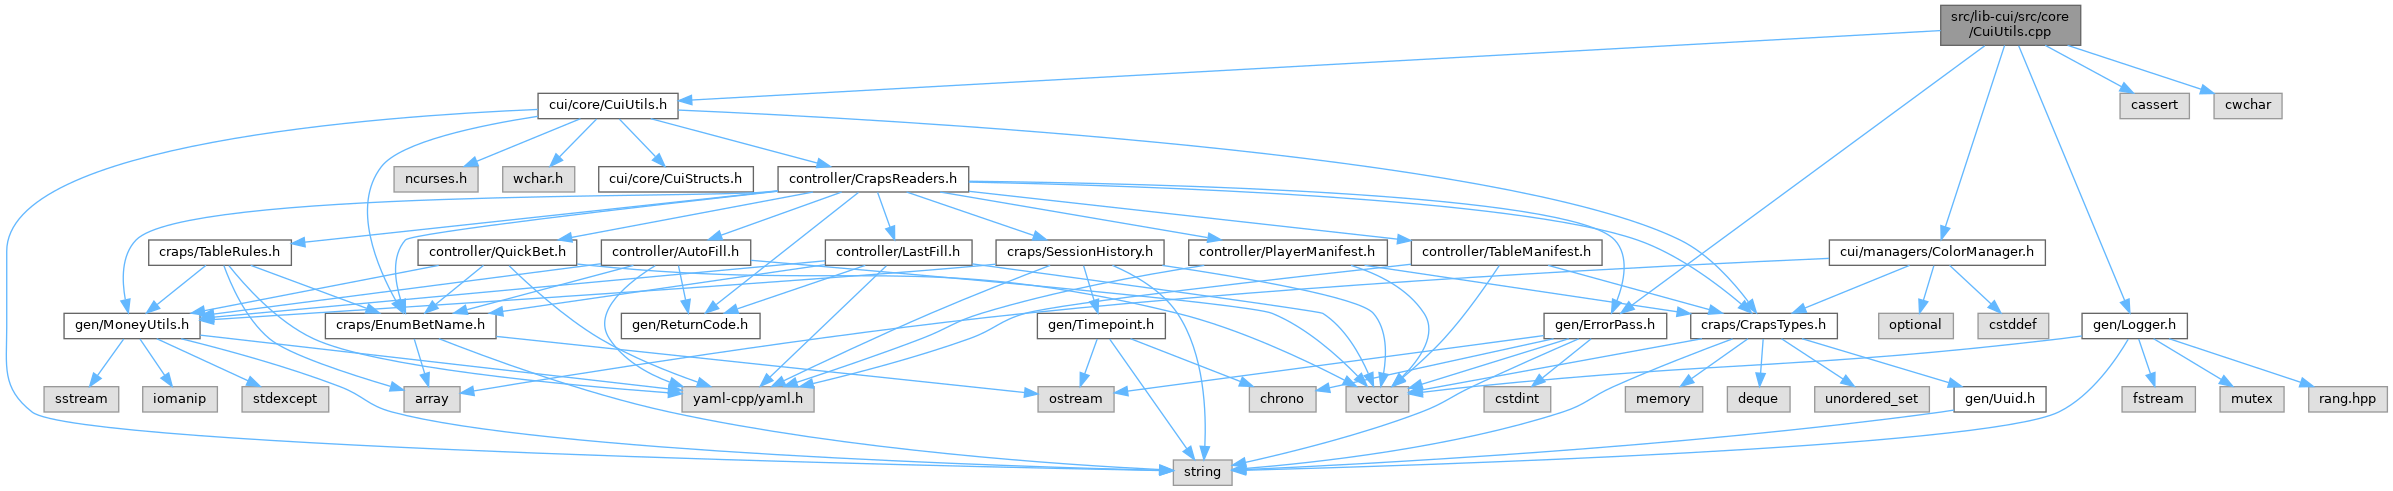 src/lib-cui/src/core
/CuiUtils.cpp
cui/core/CuiUtils.h
cassert
cwchar
ncurses.h
wchar.h
cui/core/CuiStructs.h
controller/CrapsReaders.h
craps/TableRules.h
controller/QuickBet.h
controller/AutoFill.h
controller/LastFill.h
craps/SessionHistory.h
controller/PlayerManifest.h
controller/TableManifest.h
cui/managers/ColorManager.h
gen/MoneyUtils.h
craps/EnumBetName.h
gen/ReturnCode.h
gen/Timepoint.h
gen/ErrorPass.h
craps/CrapsTypes.h
optional
cstddef
gen/Logger.h
sstream
iomanip
stdexcept
array
yaml-cpp/yaml.h
ostream
chrono
vector
cstdint
memory
deque
unordered_set
gen/Uuid.h
fstream
mutex
rang.hpp
string